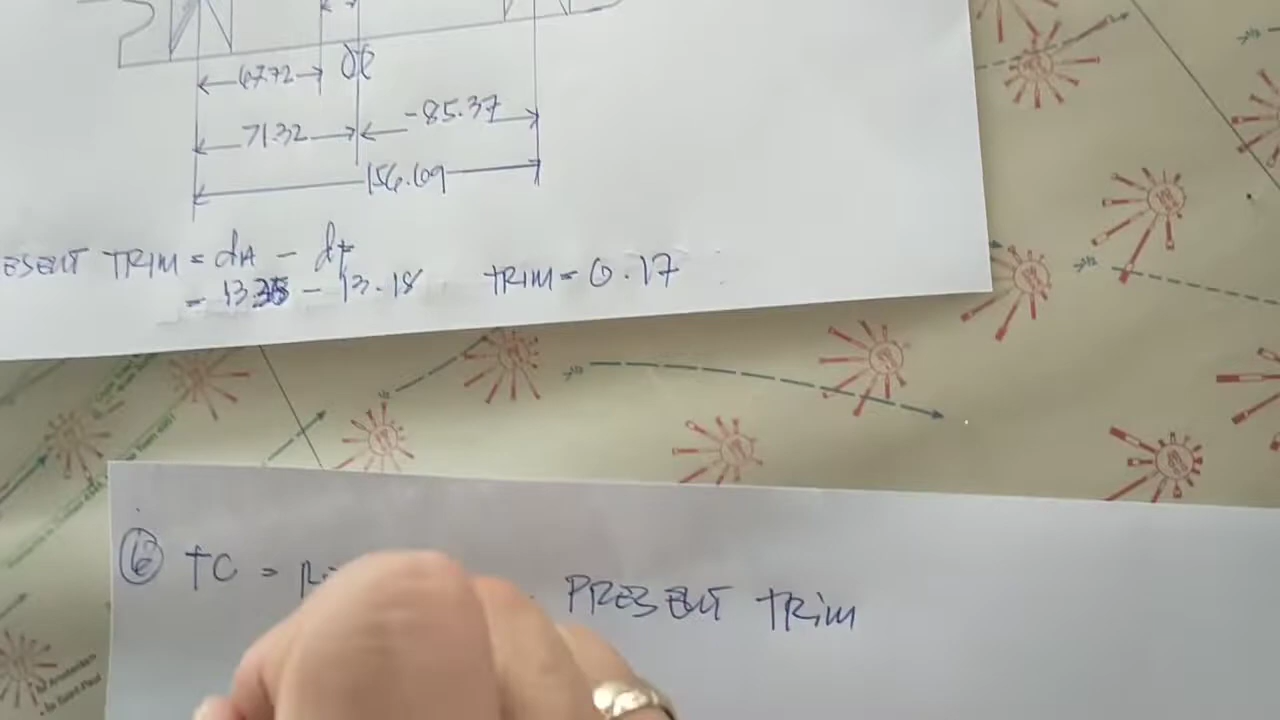 67.72
71.32
-85.37
156.69
ESENT TRIM = dA - dF
= 13.35 - 13.18 TRIM = 0.17
6 TC =
PRESENT TRIM